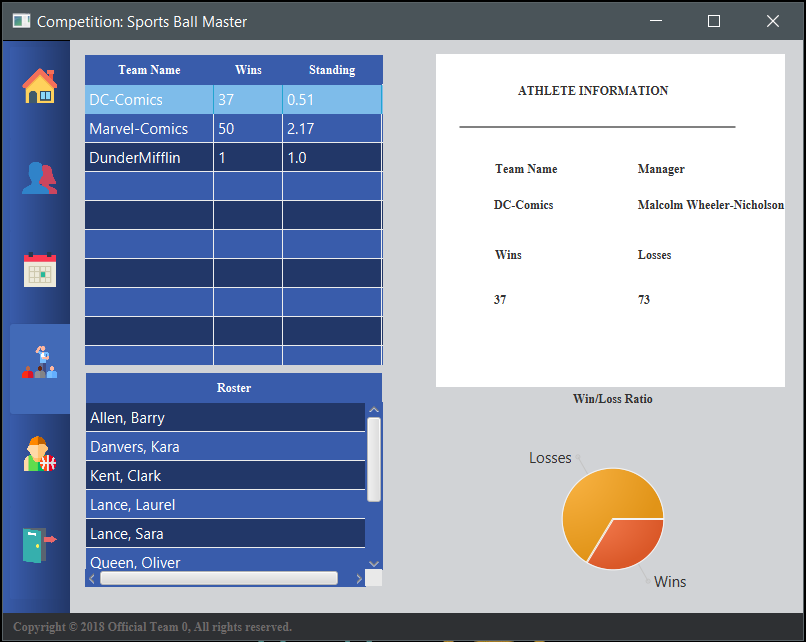 Competition: Sports Ball Master
Team Name Wins Standing
DC-Comics 37 0.51
Marvel-Comics 50 2.17
DunderMifflin 1 1.0
Roster
Allen, Barry
Danvers, Kara
Kent, Clark
Lance, Laurel
Lance, Sara
Queen, Oliver
ATHLETE INFORMATION
Team Name Manager
DC-Comics Malcolm Wheeler-Nicholson
Wins Losses
37 73
Win/Loss Ratio
Losses
Wins
Copyright © 2018 Official Team 0, All rights reserved.